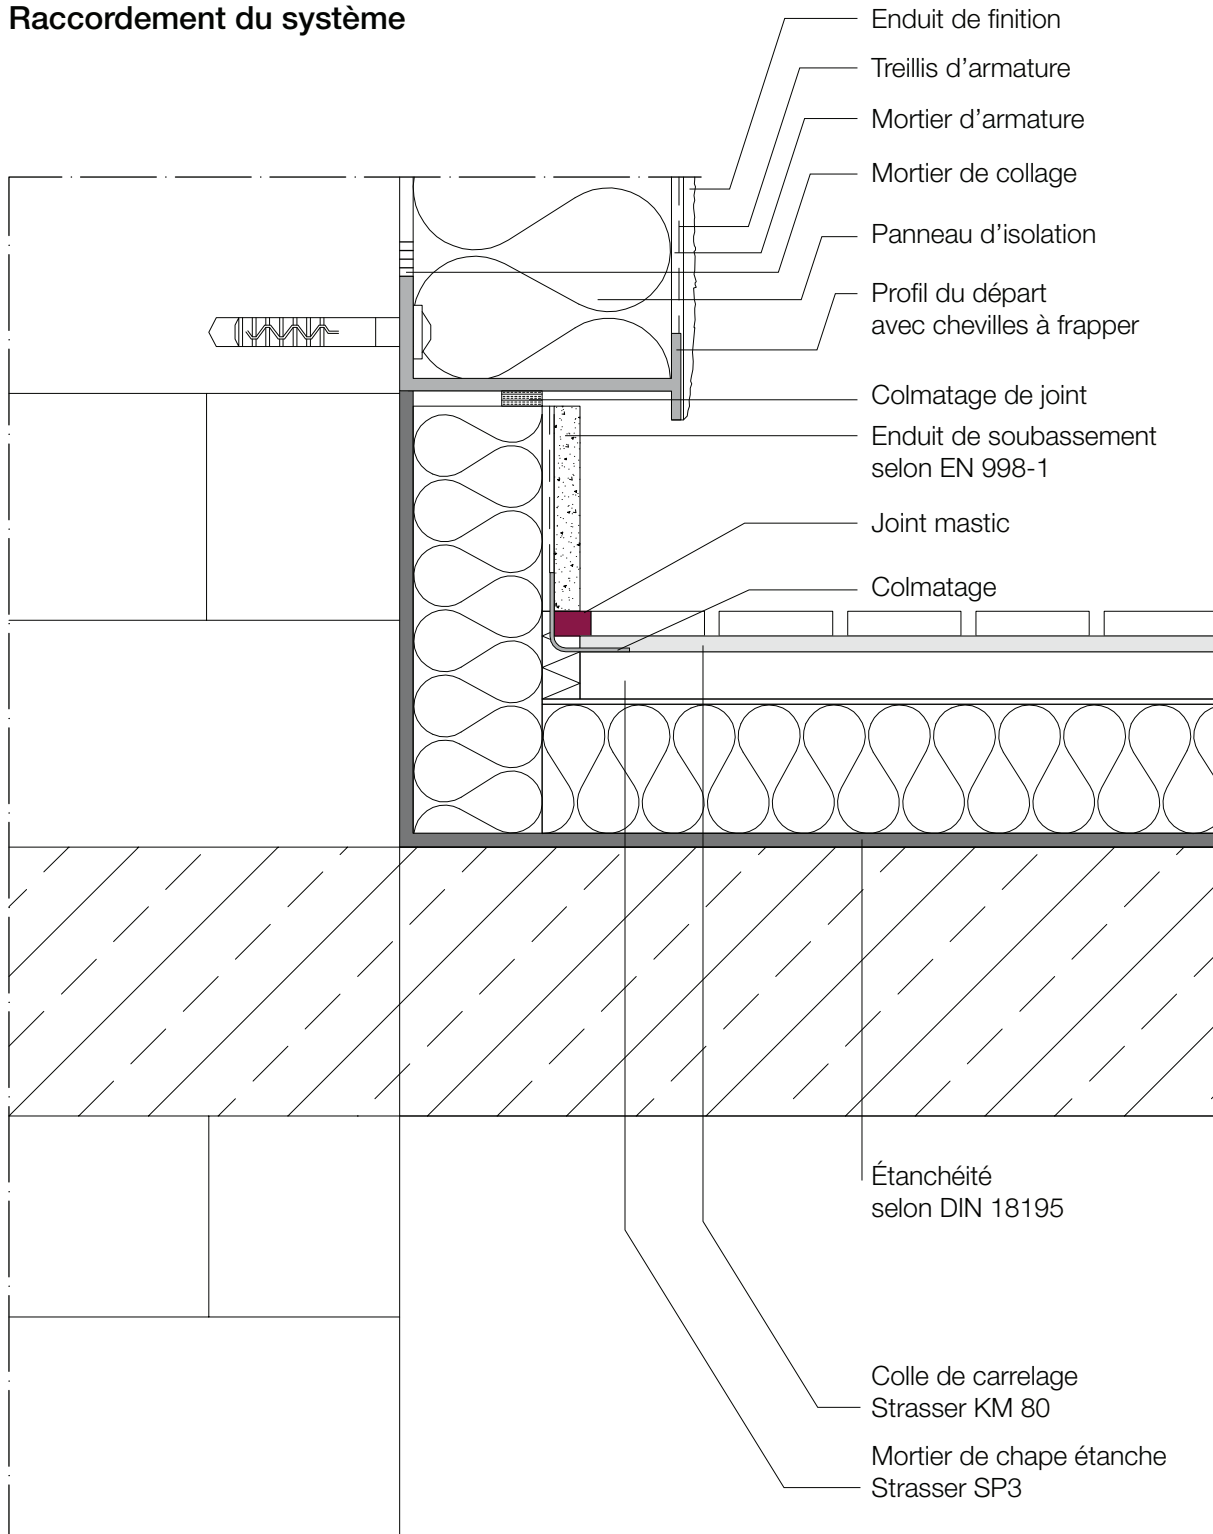 Raccordement du système
Enduit de finition
Treillis d’armature
Mortier d’armature
Mortier de collage
Panneau d’isolation
Profil du départ
avec chevilles à frapper
Colmatage de joint
Enduit de soubassement
selon EN 998-1
Joint mastic
Colmatage
Étanchéité
selon DIN 18195
Colle de carrelage
Strasser KM 80
Mortier de chape étanche
Strasser SP3